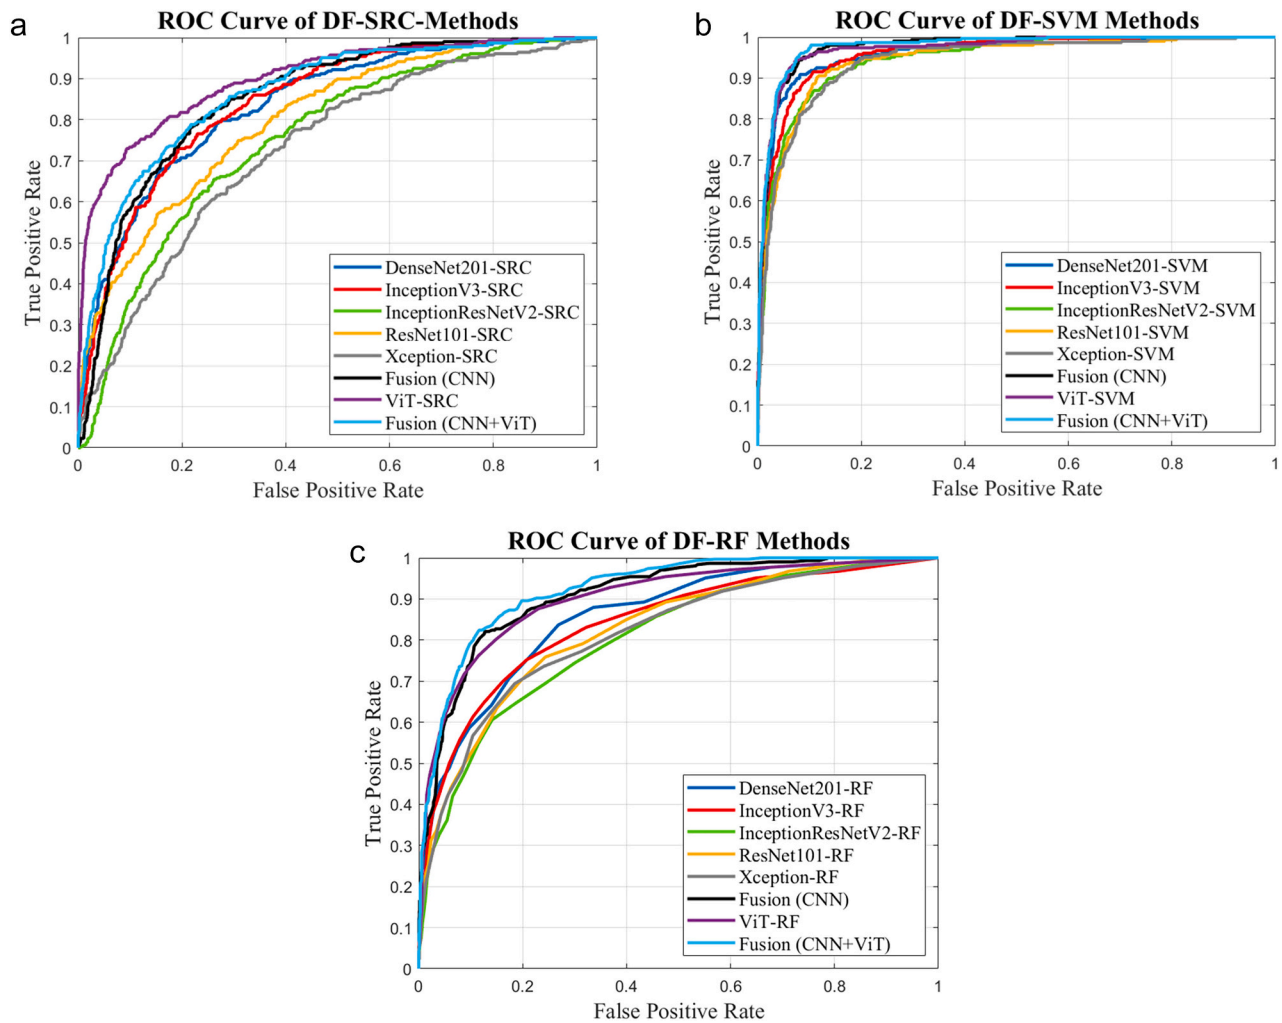 a
ROC Curve of DF-SRC-Methods
1
0.9
0.8
0.7
0.6
0.5
0.4
0.3
0.2
0.1
0
True Positive Rate
DenseNet201-SRC
InceptionV3-SRC
InceptionResNetV2-SRC
ResNet101-SRC
Xception-SRC
Fusion (CNN)
ViT-SRC
Fusion (CNN+ViT)
0 0.2 0.4 0.6 0.8 1
False Positive Rate
b
ROC Curve of DF-SVM Methods
1
0.9
0.8
0.7
0.6
0.5
0.4
0.3
0.2
0.1
0
True Positive Rate
DenseNet201-SVM
InceptionV3-SVM
InceptionResNetV2-SVM
ResNet101-SVM
Xception-SVM
Fusion (CNN)
ViT-SVM
Fusion (CNN+ViT)
0 0.2 0.4 0.6 0.8 1
False Positive Rate
c
ROC Curve of DF-RF Methods
1
0.9
0.8
0.7
0.6
0.5
0.4
0.3
0.2
0.1
0
True Positive Rate
DenseNet201-RF
InceptionV3-RF
InceptionResNetV2-RF
ResNet101-RF
Xception-RF
Fusion (CNN)
ViT-RF
Fusion (CNN+ViT)
0 0.2 0.4 0.6 0.8 1
False Positive Rate